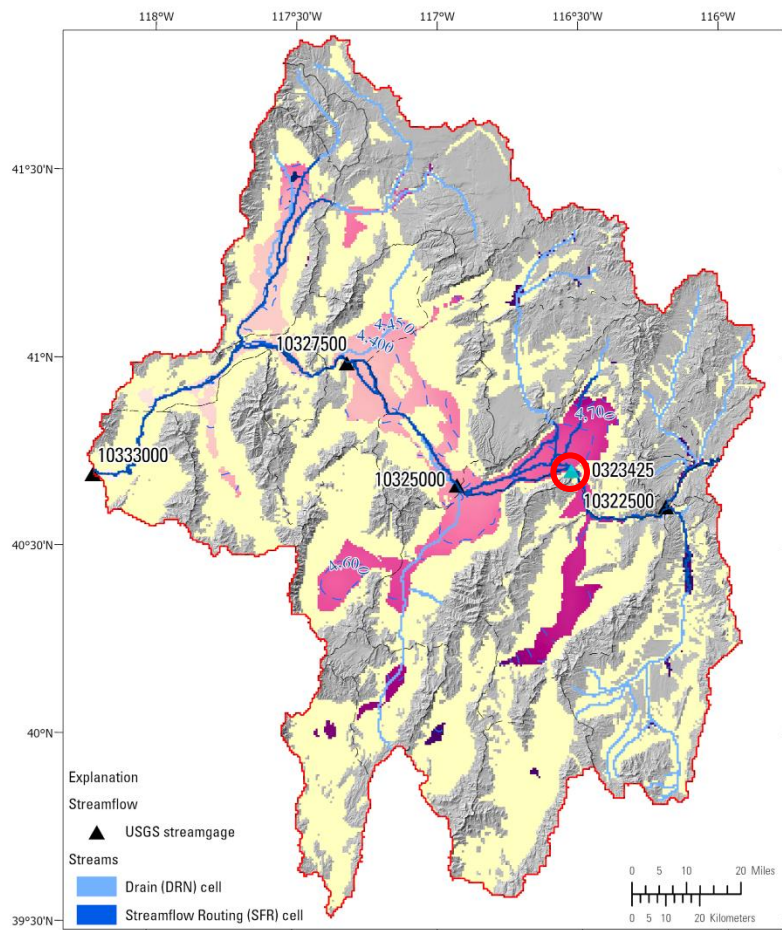 118°W 117°30'W 117°W 116°30'W 116°W
41°30'N
4,450
4,400
10327500
41°N
4,700
10333000
10325000
0323425
10322500
40°30'N
4,600
40°N
Explanation
Streamflow
USGS streamgage
Streams
Drain (DRN) cell
Streamflow Routing (SFR) cell
0 5 10 20 Miles
0 5 10 20 Kilometers
39°30'N